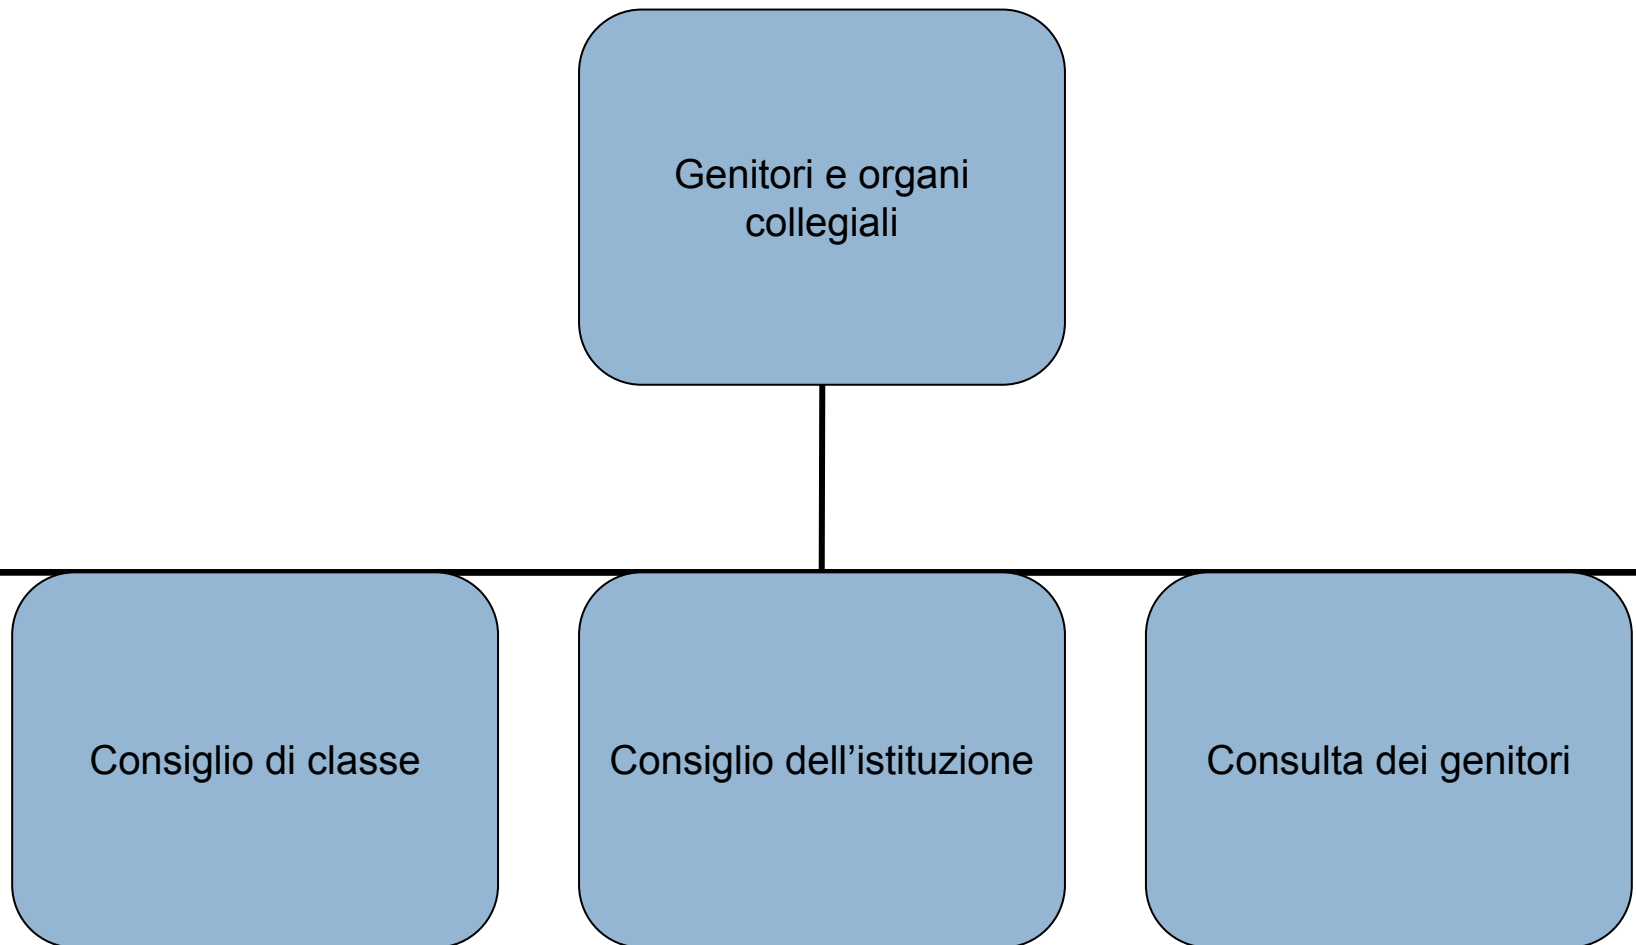 Genitori e organi
collegiali
Consiglio di classe
Consiglio dell’istituzione
Consulta dei genitori